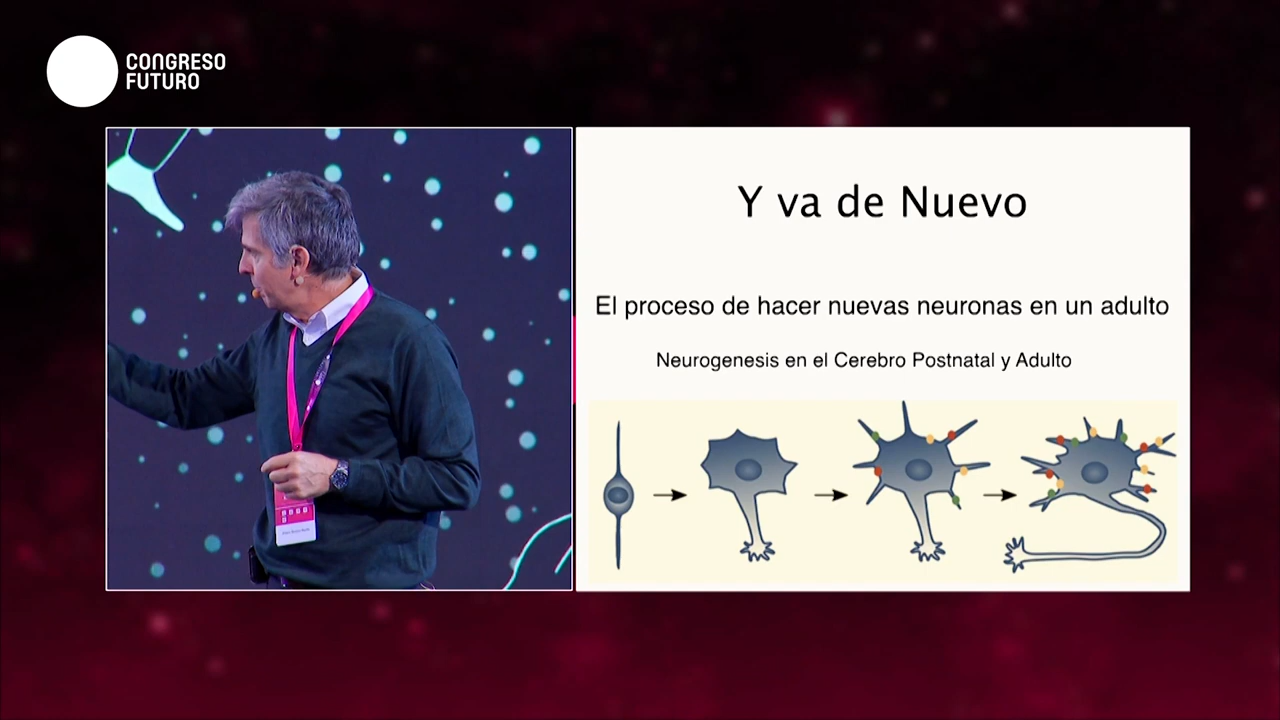 CONGRESO
FUTURO
Y va de Nuevo
El proceso de hacer nuevas neuronas en un adulto
Neurogenesis en el Cerebro Postnatal y Adulto